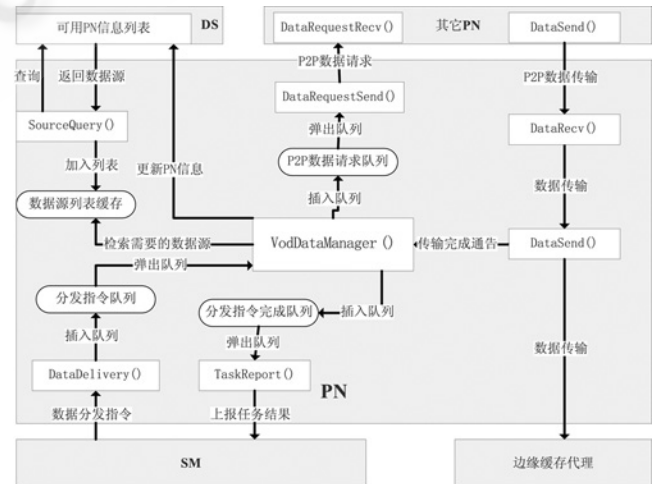 可用PN信息列表
DS
DataRequestRecv()
其它PN
DataSend()
查询
返回数据源
P2P数据请求
P2P数据传输
DataRequestSend()
SourceQuery()
弹出队列
DataRecv()
加入列表
更新PN信息
P2P数据请求队列
数据源列表缓存
插入队列
数据传输
检索需要的数据源
VodDataManager()
传输完成通告
DataSend()
弹出队列
分发指令队列
分发指令完成队列
插入队列
插入队列
弹出队列
数据传输
DataDelivery()
TaskReport()
PN
数据分发指令
上报任务结果
SM
边缘缓存代理